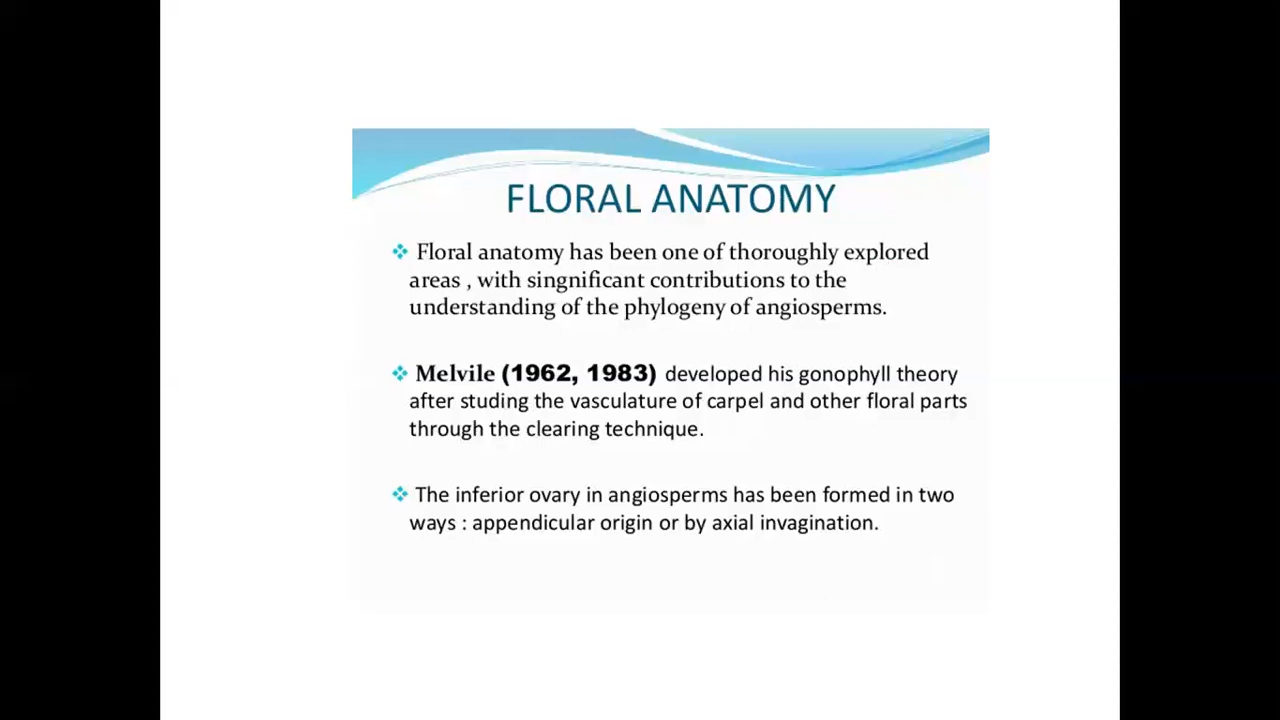 FLORAL ANATOMY
❖ Floral anatomy has been one of thoroughly explored
areas , with singnificant contributions to the
understanding of the phylogeny of angiosperms.
❖ Melvile (1962, 1983) developed his gonophyll theory
after studing the vasculature of carpel and other floral parts
through the clearing technique.
❖ The inferior ovary in angiosperms has been formed in two
ways : appendicular origin or by axial invagination.